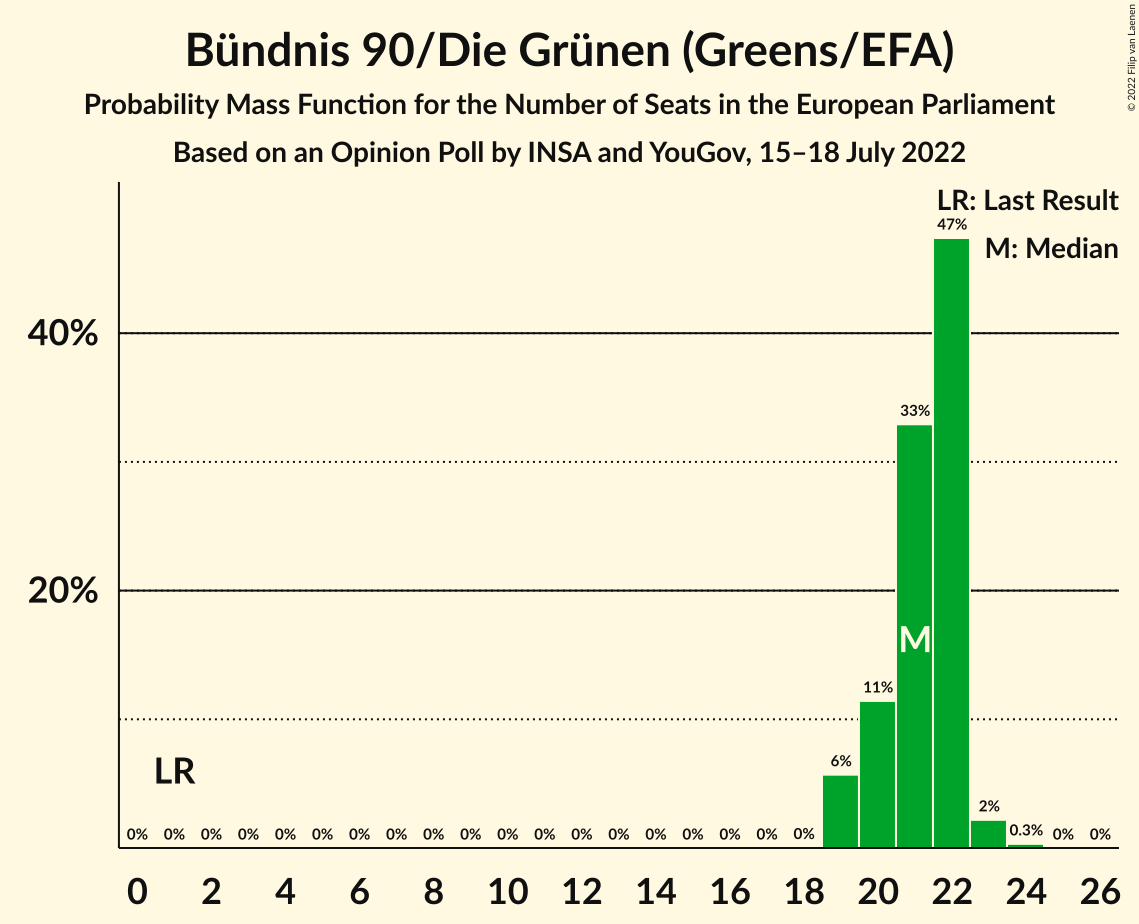 Bündnis 90/Die Grünen (Greens/EFA)
Probability Mass Function for the Number of Seats in the European Parliament
Based on an Opinion Poll by INSA and YouGov, 15–18 July 2022
© 2022 Filip van Laenen
LR: Last Result
M: Median
47%
40%
33%
20%
M
11%
LR
6%
2%
0.3%
0% 0% 0% 0% 0% 0% 0% 0% 0% 0% 0% 0% 0% 0% 0% 0% 0% 0% 0% 0% 0%
0 2 4 6 8 10 12 14 16 18 20 22 24 26